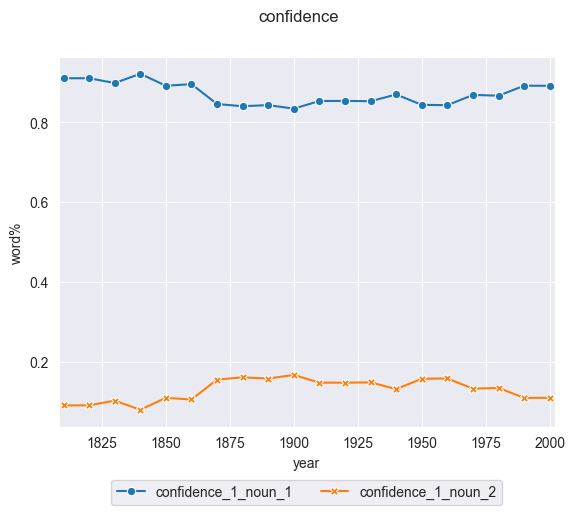 confidence
word%
0.8
0.6
0.4
0.2
1825 1850 1875 1900 1925 1950 1975 2000
year
confidence_1_noun_1 confidence_1_noun_2